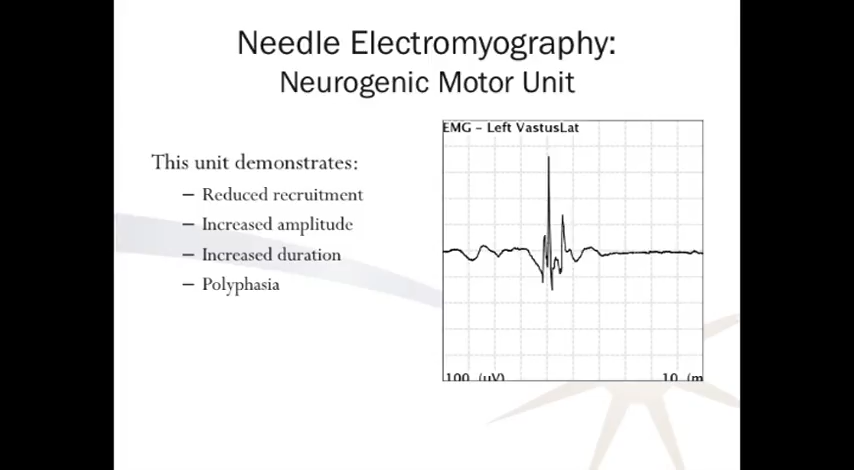 Needle Electromyography:
Neurogenic Motor Unit
This unit demonstrates:
– Reduced recruitment
– Increased amplitude
– Increased duration
– Polyphasia
EMG - Left VastusLat
100 (uV) 10 (m